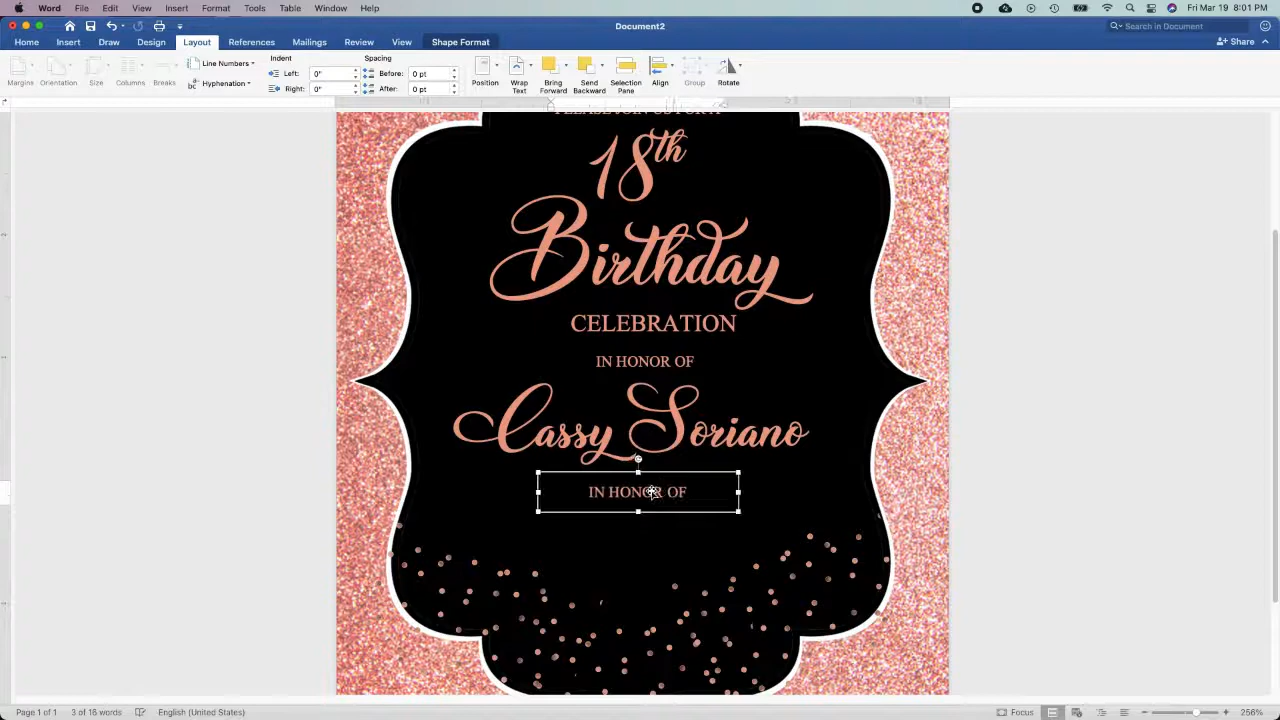 Word File Edit View Insert Format Tools Table Window Help Fri Mar 19 8:01 PM
Document2
Search in Document
Home Insert Draw Design Layout References Mailings Review View Shape Format
Share
Indent Spacing
Margins Orientation Size Columns Breaks
Line Numbers
Hyphenation
Left: 0"
Right: 0"
Before: 0 pt
After: 0 pt
Position Wrap Text Bring Forward Send Backward Selection Pane Align Group Rotate
PLEASE JOIN US FOR A
18th
Birthday
CELEBRATION
IN HONOR OF
Cassy Soriano
IN HONOR OF
Page 1 of 1 3 of 16 words English (United States) Focus 256%